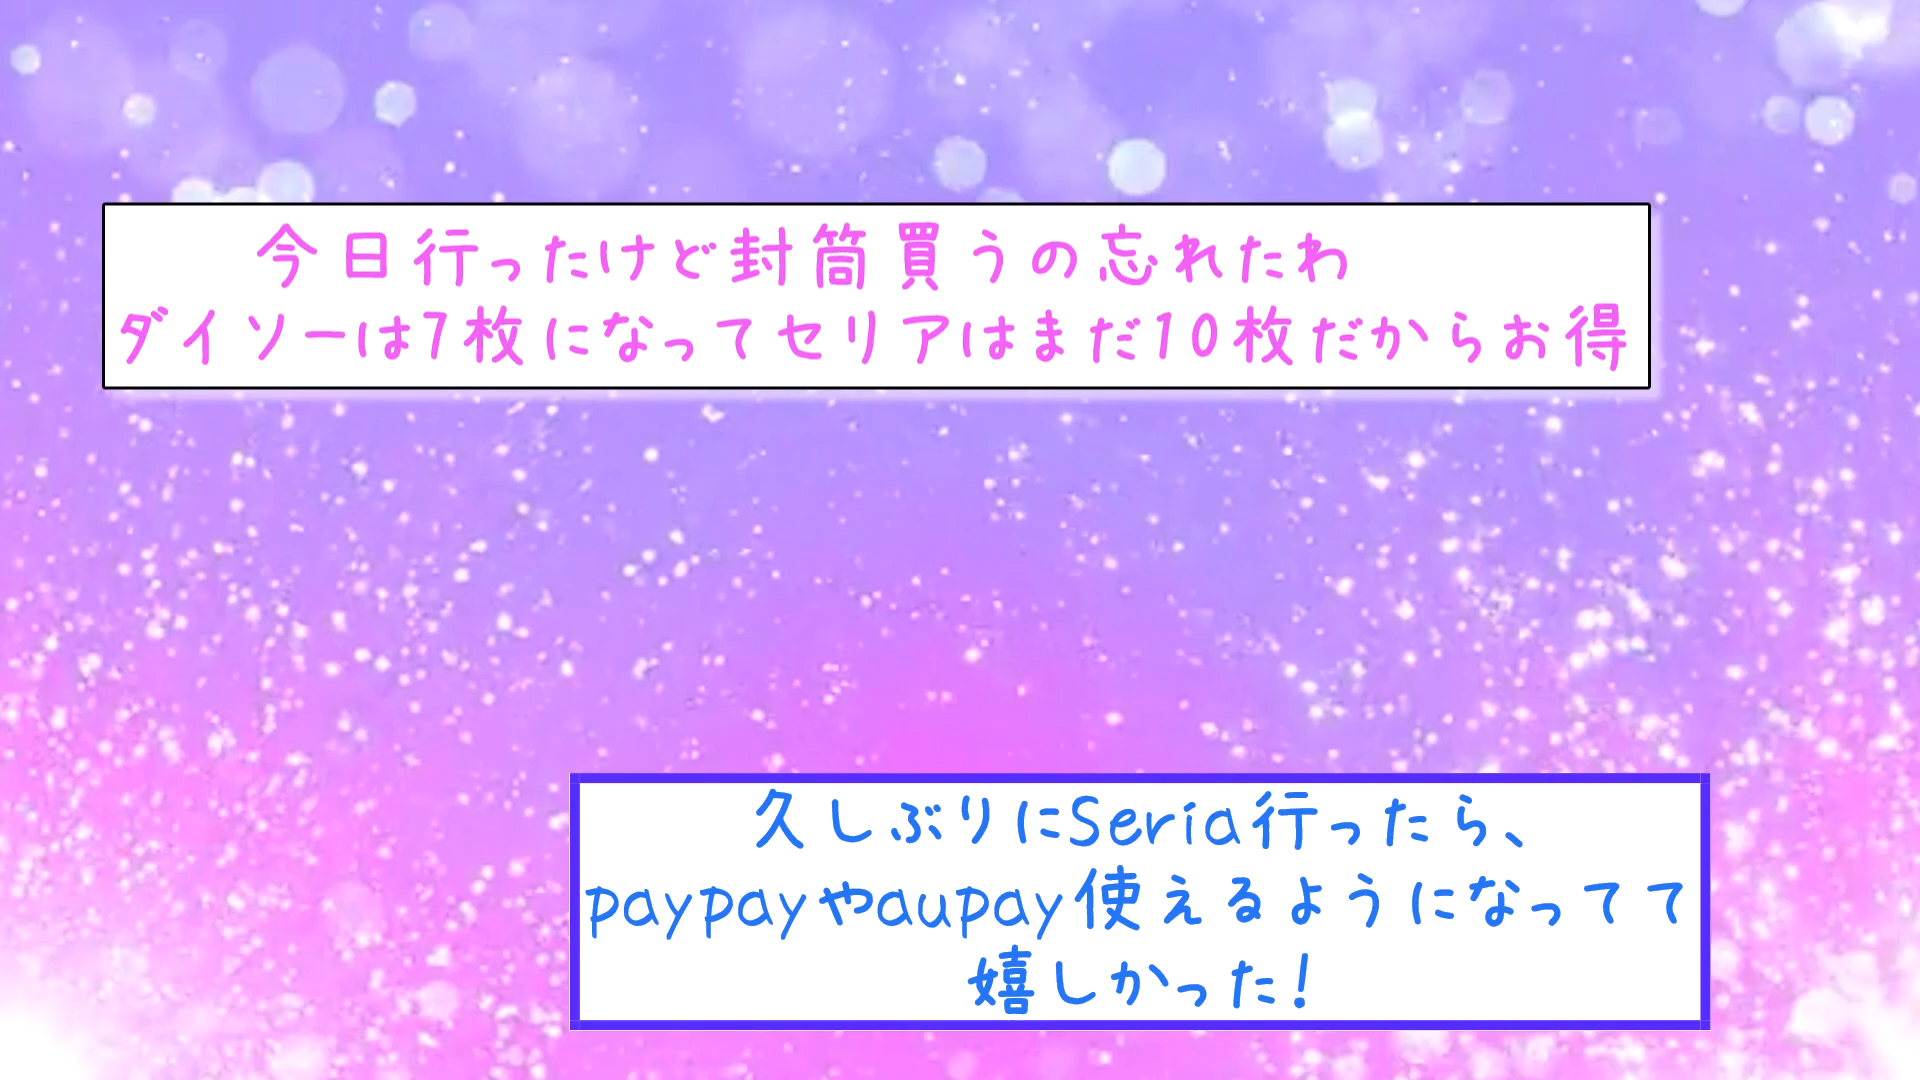 今日行ったけど封筒買うの忘れたわ
ダイソーは7枚になってセリアはまだ10枚だからお得
久しぶりにSeria行ったら、
paypayやaupay使えるようになってて
嬉しかった!